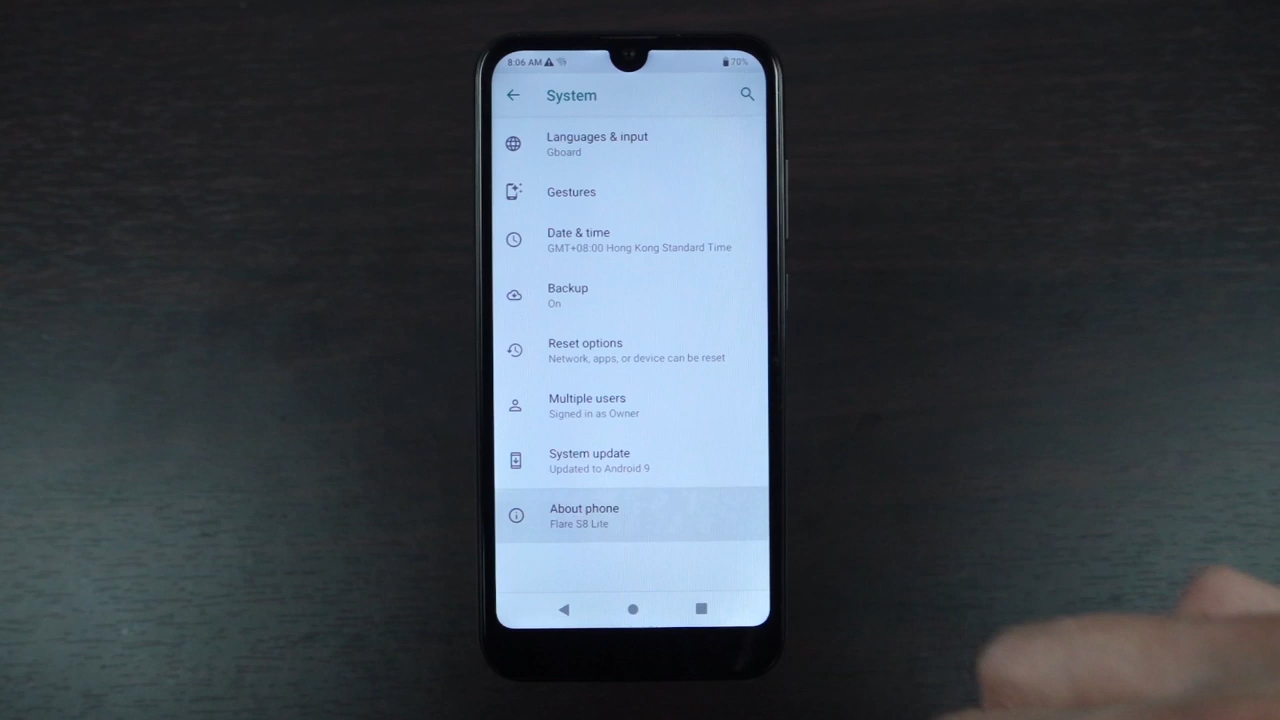 8:06 AM
70%
System
Languages & input
Gboard
Gestures
Date & time
GMT+08:00 Hong Kong Standard Time
Backup
On
Reset options
Network, apps, or device can be reset
Multiple users
Signed in as Owner
System update
Updated to Android 9
About phone
Flare S8 Lite